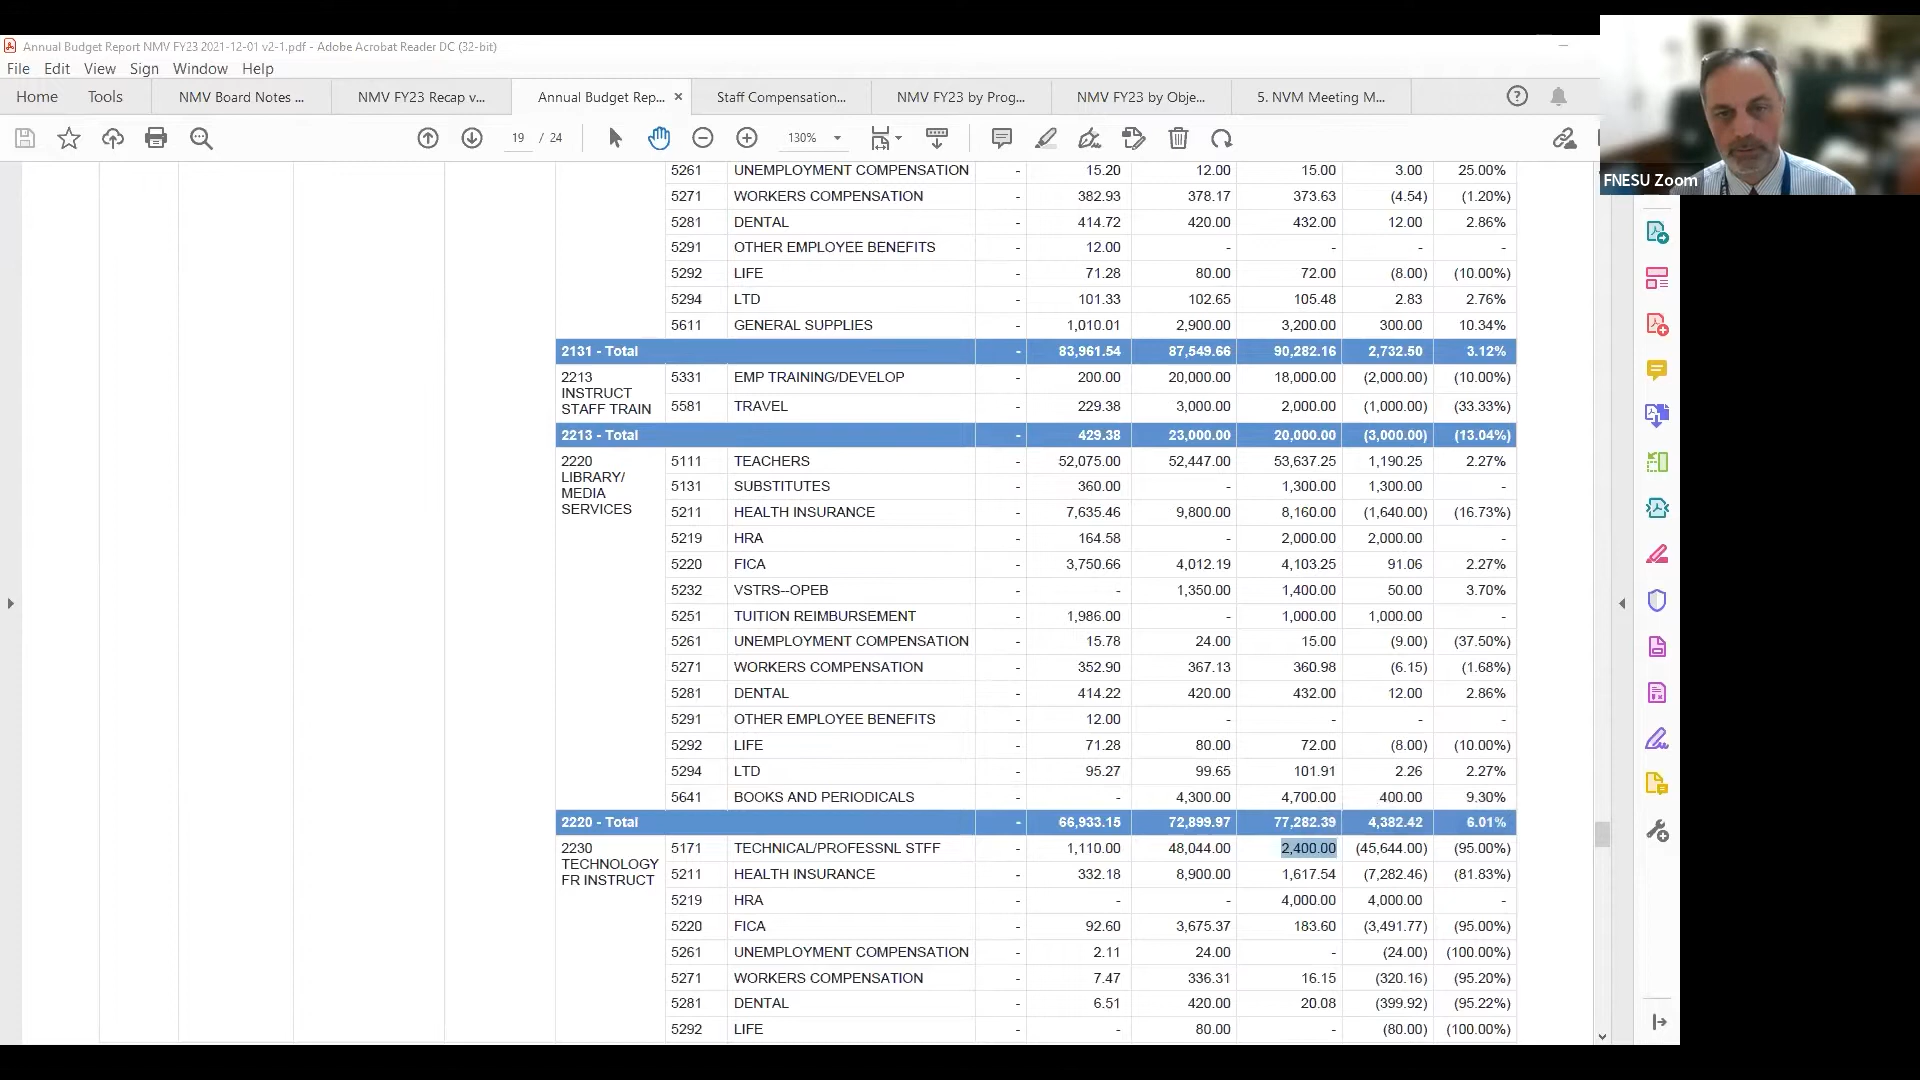 Annual Budget Report NMV FY23 2021-12-01 v2-1.pdf - Adobe Acrobat Reader DC (32-bit)
File Edit View Sign Window Help
Home Tools NMV Board Notes ... NMV FY23 Recap v... Annual Budget Rep... × Staff Compensation... NMV FY23 by Prog... NMV FY23 by Obje... 5. NVM Meeting M...
19 / 24 130%
FNESU Zoom
5261 UNEMPLOYMENT COMPENSATION - 15.20 12.00 15.00 3.00 25.00%
5271 WORKERS COMPENSATION - 382.93 378.17 373.63 (4.54) (1.20%)
5281 DENTAL - 414.72 420.00 432.00 12.00 2.86%
5291 OTHER EMPLOYEE BENEFITS - 12.00 - - - -
5292 LIFE - 71.28 80.00 72.00 (8.00) (10.00%)
5294 LTD - 101.33 102.65 105.48 2.83 2.76%
5611 GENERAL SUPPLIES - 1,010.01 2,900.00 3,200.00 300.00 10.34%
2131 - Total - 83,961.54 87,549.66 90,282.16 2,732.50 3.12%
2213 INSTRUCT STAFF TRAIN 5331 EMP TRAINING/DEVELOP - 200.00 20,000.00 18,000.00 (2,000.00) (10.00%)
5581 TRAVEL - 229.38 3,000.00 2,000.00 (1,000.00) (33.33%)
2213 - Total - 429.38 23,000.00 20,000.00 (3,000.00) (13.04%)
2220 LIBRARY/ MEDIA SERVICES 5111 TEACHERS - 52,075.00 52,447.00 53,637.25 1,190.25 2.27%
5131 SUBSTITUTES - 360.00 - 1,300.00 1,300.00 -
5211 HEALTH INSURANCE - 7,635.46 9,800.00 8,160.00 (1,640.00) (16.73%)
5219 HRA - 164.58 - 2,000.00 2,000.00 -
5220 FICA - 3,750.66 4,012.19 4,103.25 91.06 2.27%
5232 VSTRS--OPEB - - 1,350.00 1,400.00 50.00 3.70%
5251 TUITION REIMBURSEMENT - 1,986.00 - 1,000.00 1,000.00 -
5261 UNEMPLOYMENT COMPENSATION - 15.78 24.00 15.00 (9.00) (37.50%)
5271 WORKERS COMPENSATION - 352.90 367.13 360.98 (6.15) (1.68%)
5281 DENTAL - 414.22 420.00 432.00 12.00 2.86%
5291 OTHER EMPLOYEE BENEFITS - 12.00 - - - -
5292 LIFE - 71.28 80.00 72.00 (8.00) (10.00%)
5294 LTD - 95.27 99.65 101.91 2.26 2.27%
5641 BOOKS AND PERIODICALS - - 4,300.00 4,700.00 400.00 9.30%
2220 - Total - 66,933.15 72,899.97 77,282.39 4,382.42 6.01%
2230 TECHNOLOGY FR INSTRUCT 5171 TECHNICAL/PROFESSNL STFF - 1,110.00 48,044.00 2,400.00 (45,644.00) (95.00%)
5211 HEALTH INSURANCE - 332.18 8,900.00 1,617.54 (7,282.46) (81.83%)
5219 HRA - - - 4,000.00 4,000.00 -
5220 FICA - 92.60 3,675.37 183.60 (3,491.77) (95.00%)
5261 UNEMPLOYMENT COMPENSATION - 2.11 24.00 - (24.00) (100.00%)
5271 WORKERS COMPENSATION - 7.47 336.31 16.15 (320.16) (95.20%)
5281 DENTAL - 6.51 420.00 20.08 (399.92) (95.22%)
5292 LIFE - - 80.00 - (80.00) (100.00%)